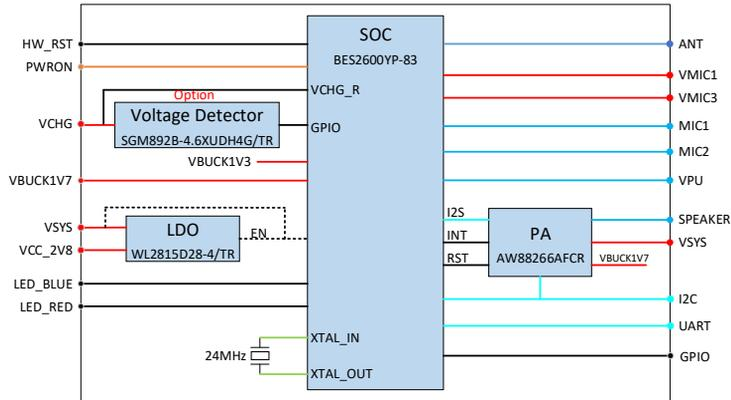 SOC
BES2600YP-83
HW_RST
PWRON
VCHG
VBUCK1V7
VSYS
VCC_2V8
LED_BLUE
LED_RED
Option
Voltage Detector
SGM892B-4.6XUDH4G/TR
VCHG_R
GPIO
VBUCK1V3
LDO
WL2815D28-4/TR
EN
24MHz
XTAL_IN
XTAL_OUT
I2S
INT
RST
PA
AW88266AFCR
VBUCK1V7
ANT
VMIC1
VMIC3
MIC1
MIC2
VPU
SPEAKER
VSYS
I2C
UART
GPIO